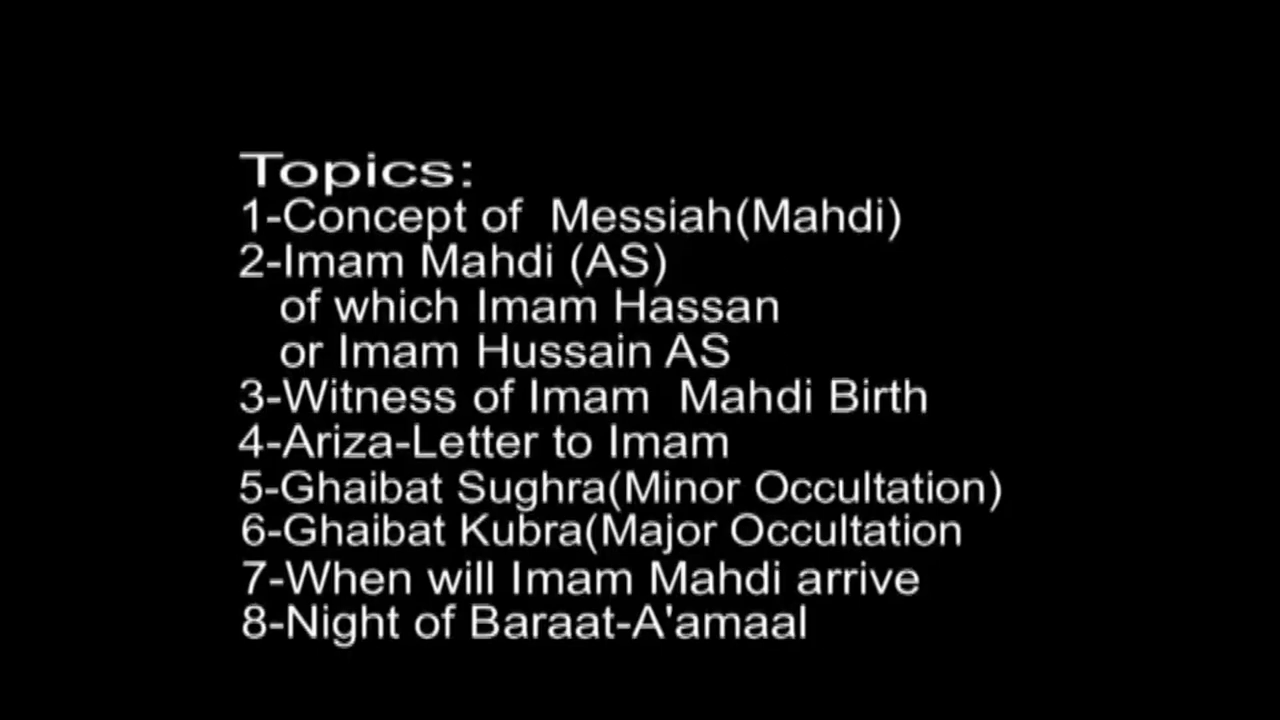 Topics:
1-Concept of  Messiah(Mahdi)
2-Imam Mahdi (AS)
of which Imam Hassan
or Imam Hussain AS
3-Witness of Imam  Mahdi Birth
4-Ariza-Letter to Imam
5-Ghaibat Sughra(Minor Occultation)
6-Ghaibat Kubra(Major Occultation
7-When will Imam Mahdi arrive
8-Night of Baraat-A'amaal